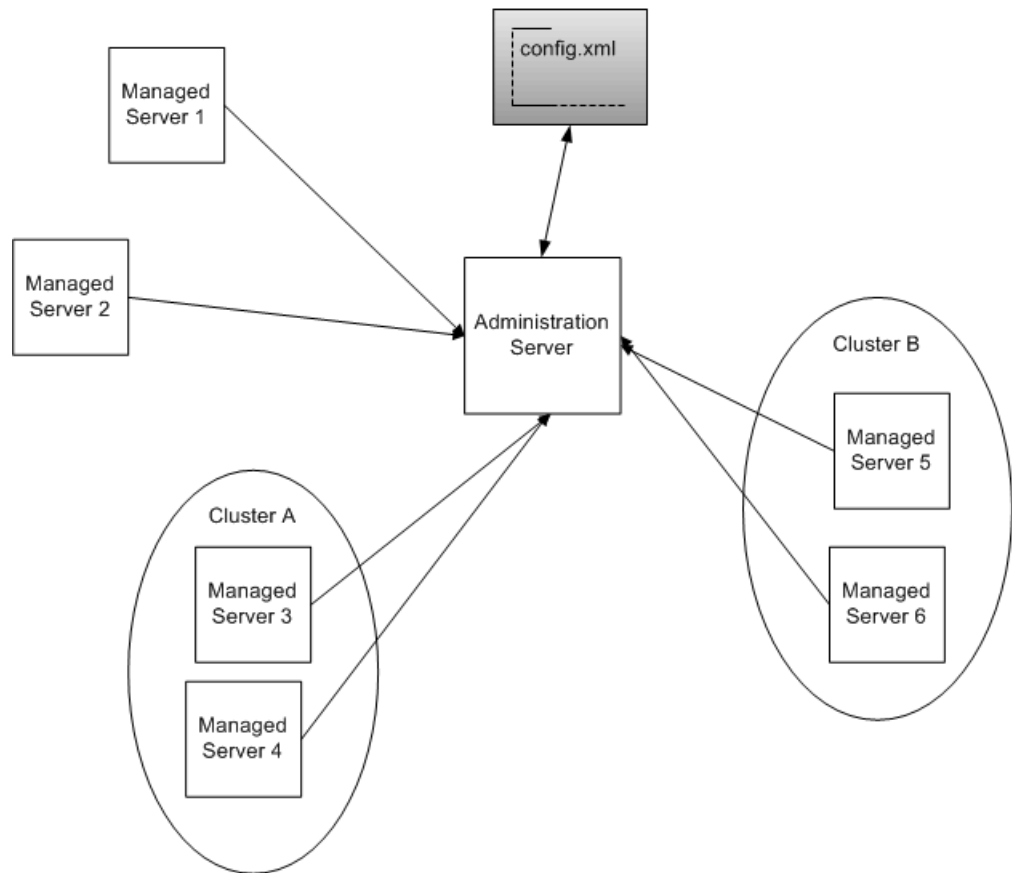 config.xml
Managed
Server 1
Managed
Server 2
Administration
Server
Cluster B
Managed
Server 5
Managed
Server 6
Cluster A
Managed
Server 3
Managed
Server 4